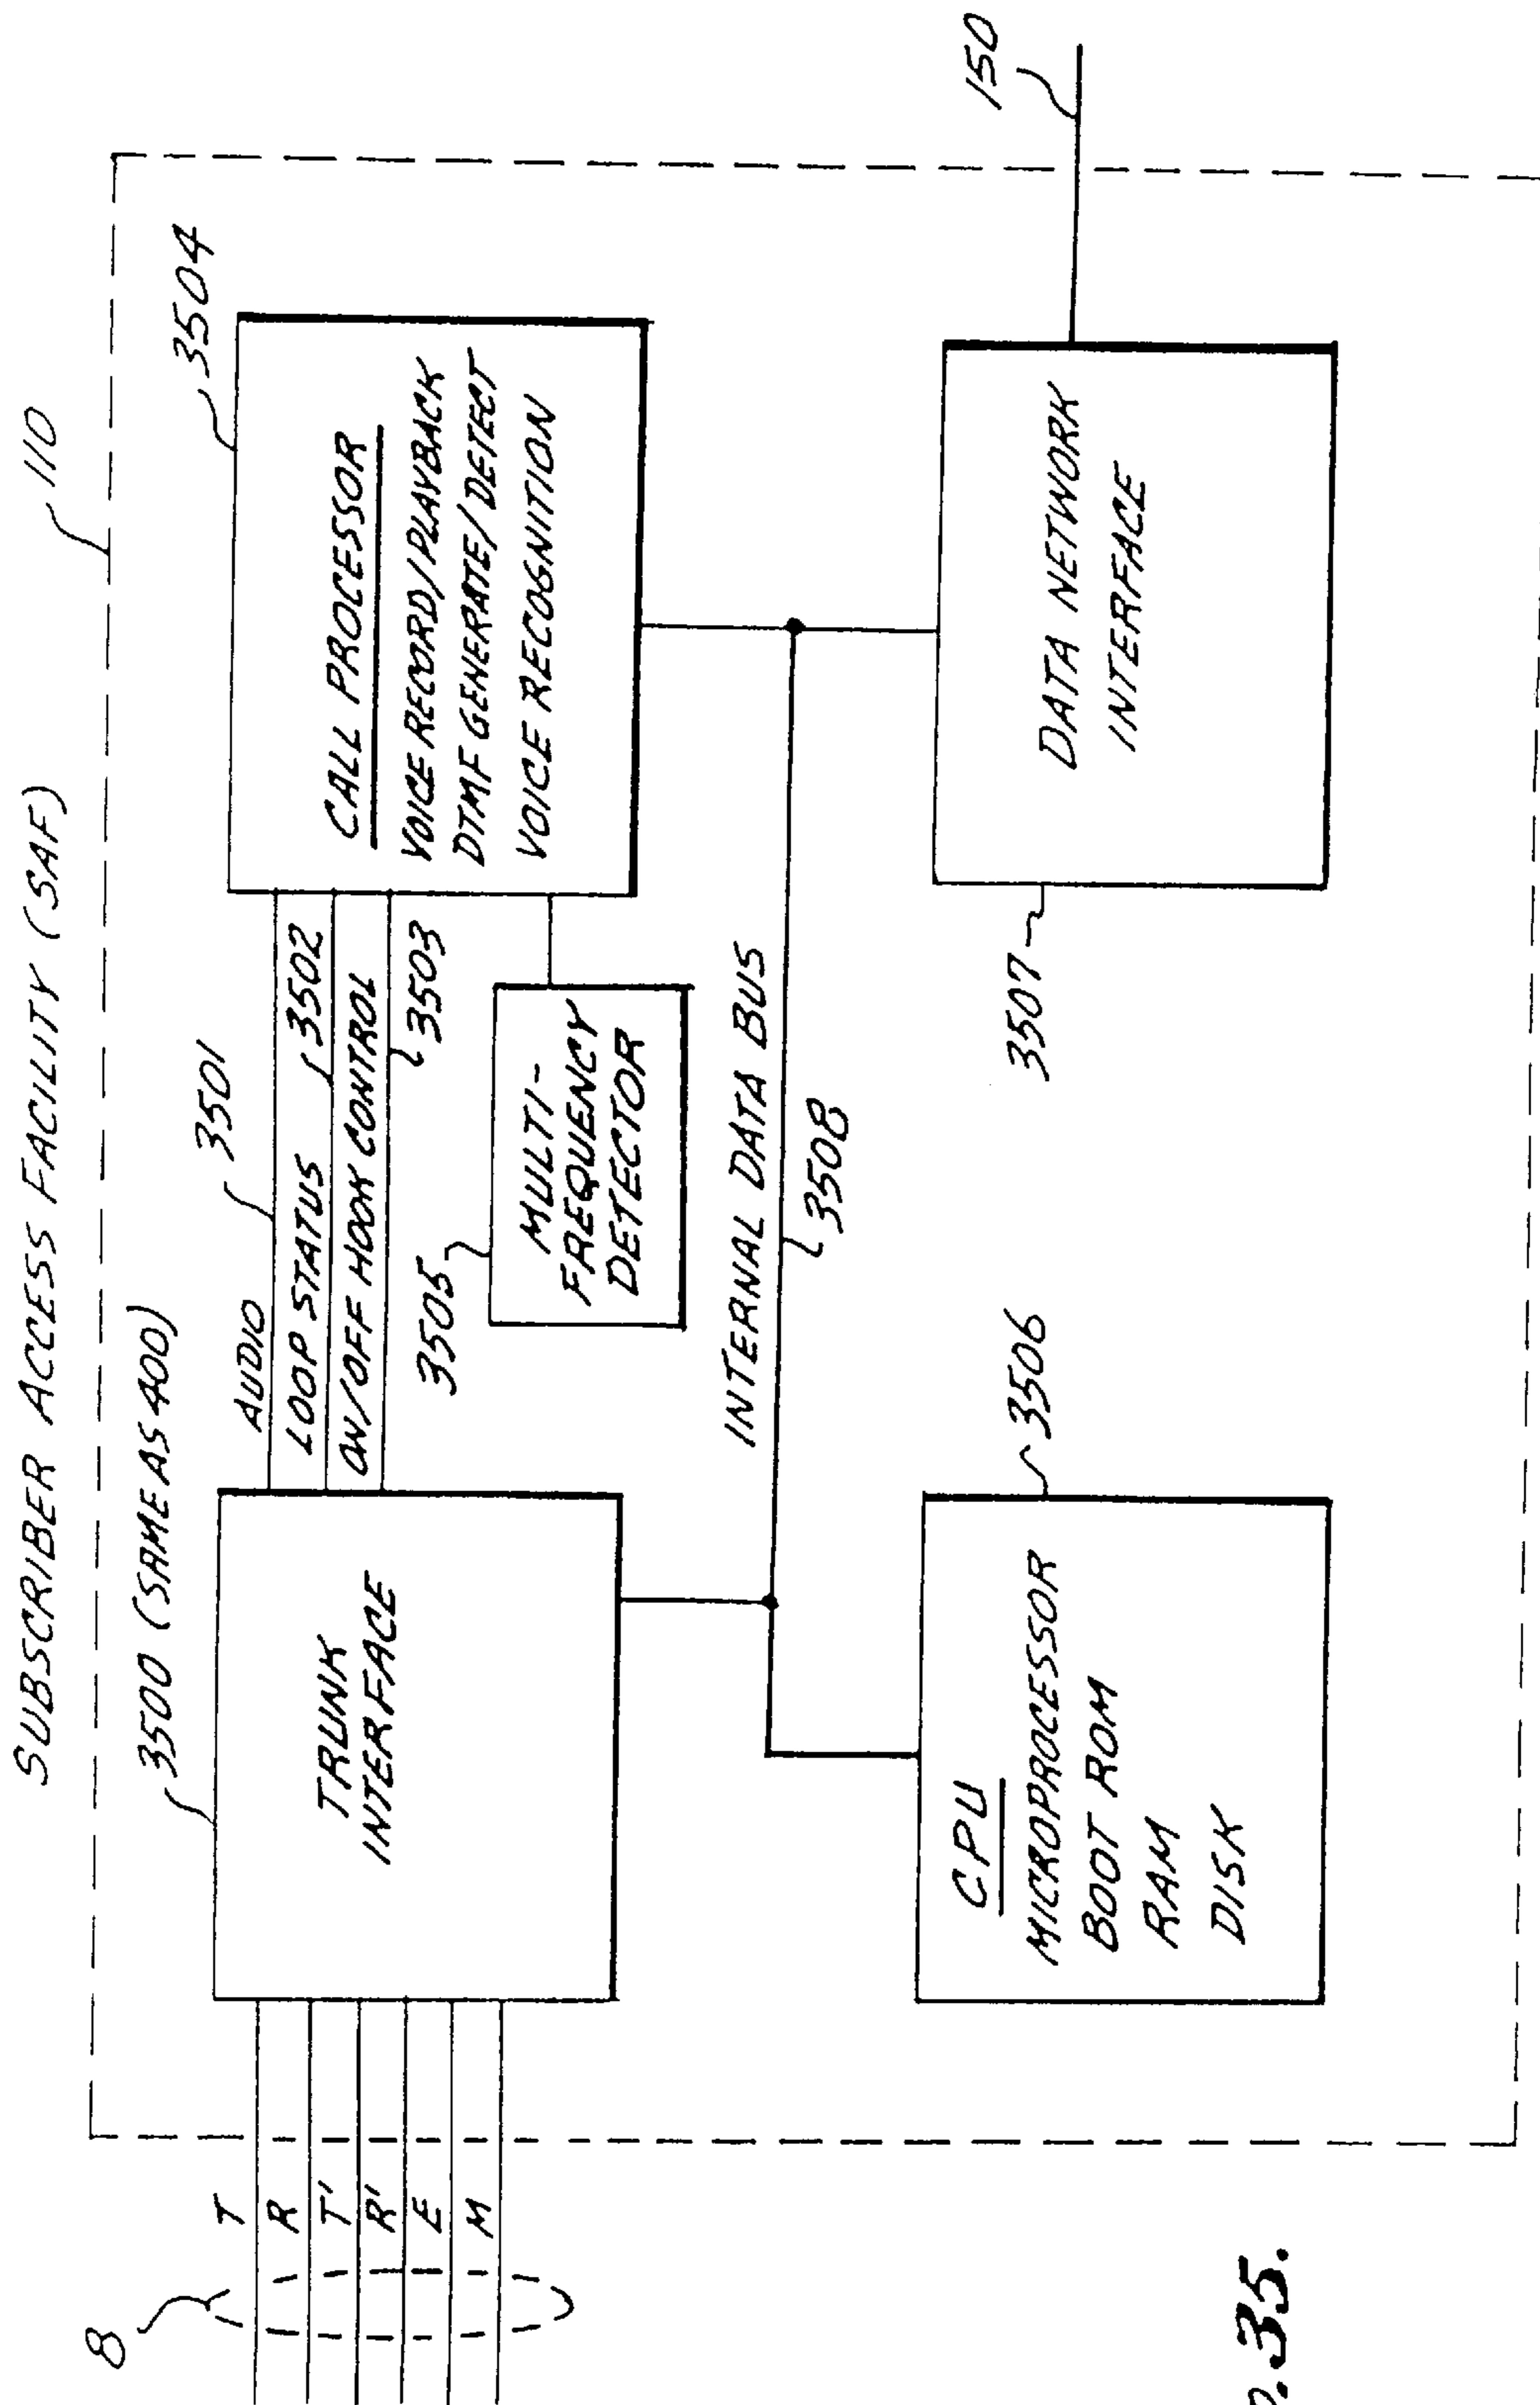 SUBSCRIBER ACCESS FACILITY (SAF)
110
3500 (SAME AS 400)
3501
3504
8
T
R
T'
R'
E
M
TRUNK
INTERFACE
AUDIO
LOOP STATUS
3502
ON/OFF HOOK CONTROL
3503
CALL PROCESSOR
VOICE RECORD/PLAYBACK
DTMF GENERATE/DETECT
VOICE RECOGNITION
3505
MULTI-
FREQUENCY
DETECTOR
INTERNAL DATA BUS
3508
3506
CPU
MICROPROCESSOR
BOOT ROM
RAM
DISK
3507
DATA NETWORK
INTERFACE
150
35.